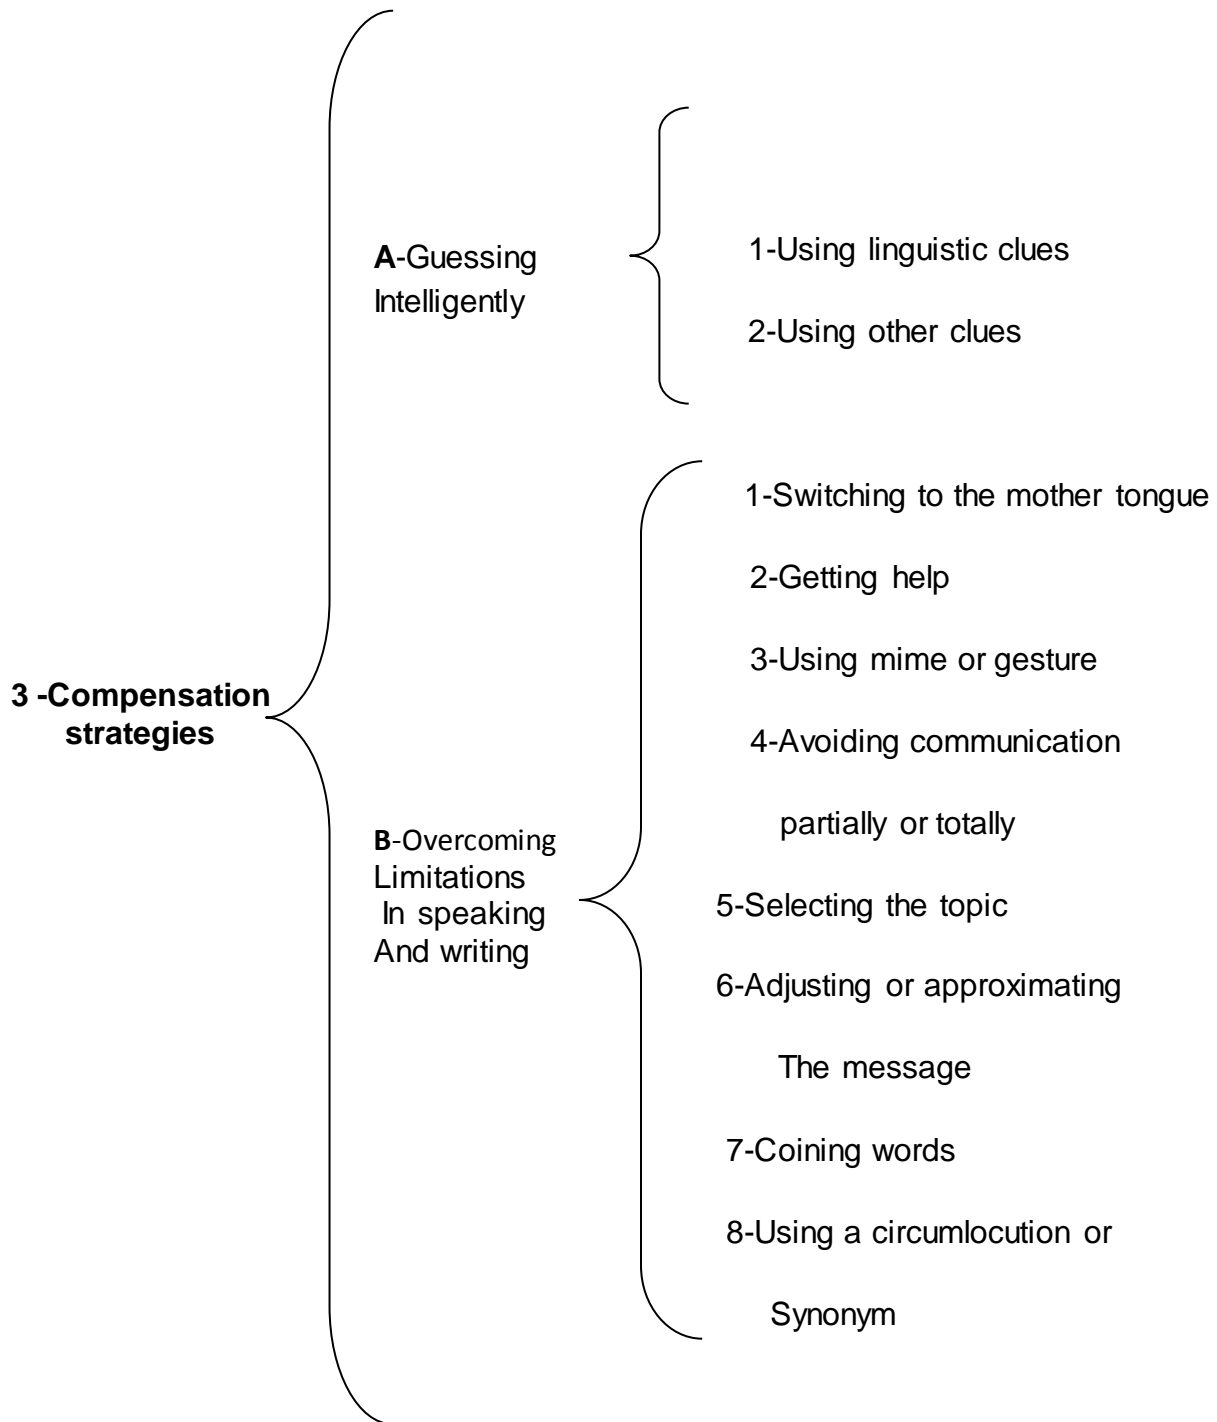 A-Guessing
Intelligently
1-Using linguistic clues
2-Using other clues
3 -Compensation
strategies
B-Overcoming
Limitations
In speaking
And writing
1-Switching to the mother tongue
2-Getting help
3-Using mime or gesture
4-Avoiding communication
partially or totally
5-Selecting the topic
6-Adjusting or approximating
The message
7-Coining words
8-Using a circumlocution or
Synonym